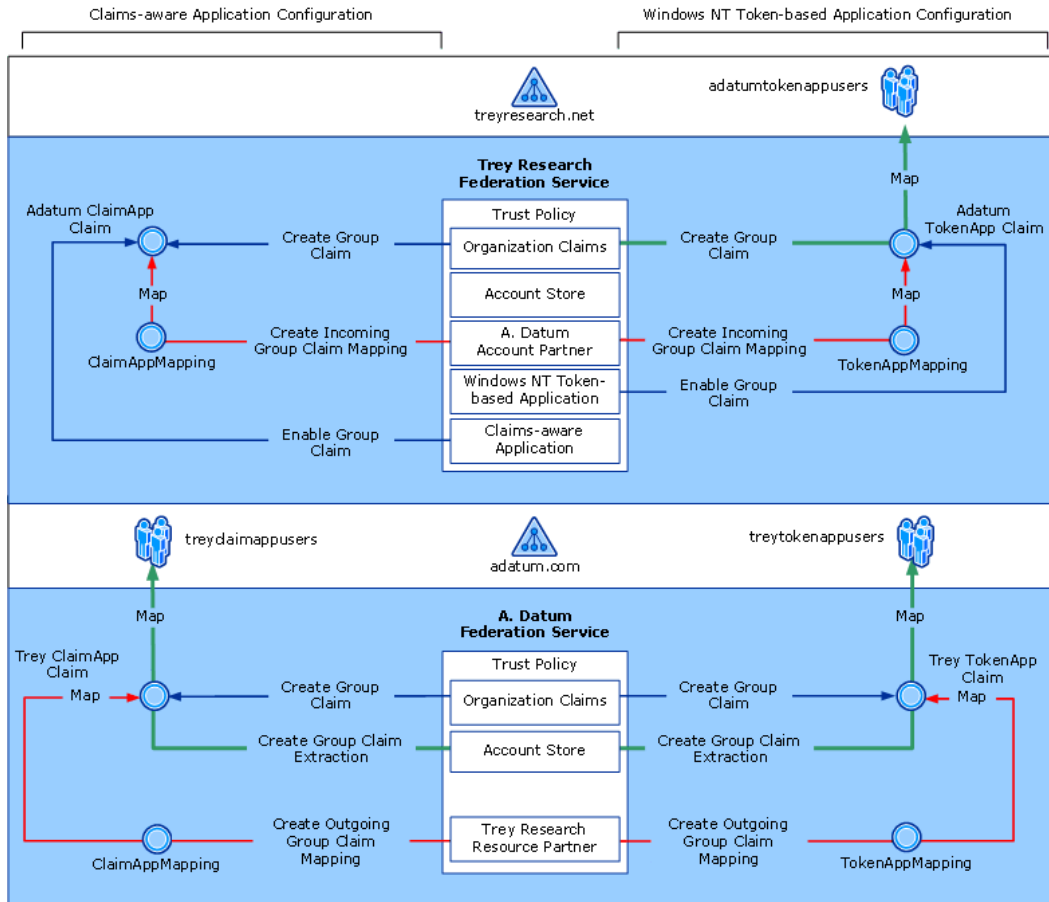 Claims-aware Application Configuration
Windows NT Token-based Application Configuration
treyresearch.net
adatumtokenappusers
Trey Research
Federation Service
Map
Trust Policy
Adatum ClaimApp
Claim
Create Group
Claim
Organization Claims
Create Group
Claim
Adatum
TokenApp Claim
Map
Account Store
Map
ClaimAppMapping
Create Incoming
Group Claim Mapping
A. Datum
Account Partner
Create Incoming
Group Claim Mapping
TokenAppMapping
Windows NT Token-
based Application
Enable Group
Claim
Enable Group
Claim
Claims-aware
Application
treyclaimappusers
adatum.com
treytokenappusers
Map
A. Datum
Federation Service
Map
Trust Policy
Trey ClaimApp
Claim
Map
Create Group
Claim
Organization Claims
Create Group
Claim
Trey TokenApp
Claim
Map
Create Group Claim
Extraction
Account Store
Create Group Claim
Extraction
ClaimAppMapping
Create Outgoing
Group Claim
Mapping
Trey Research
Resource Partner
Create Outgoing
Group Claim
Mapping
TokenAppMapping